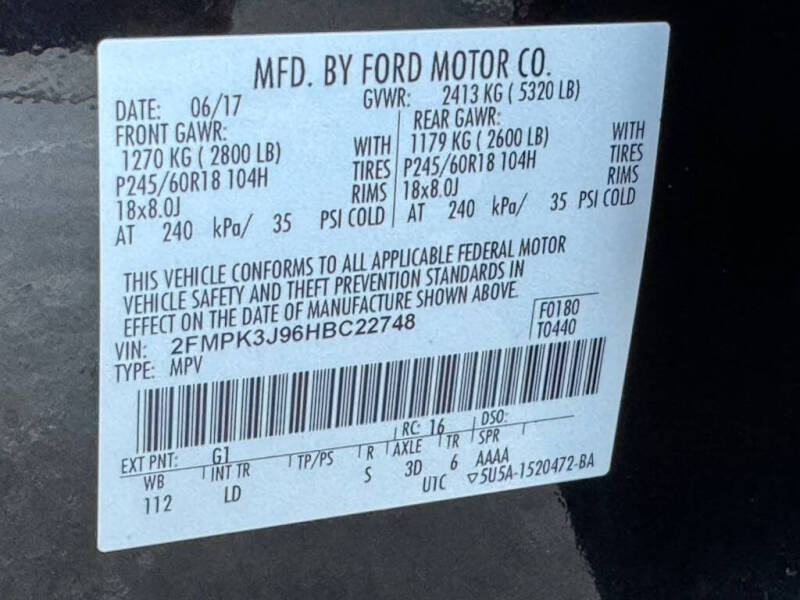 MFD. BY FORD MOTOR CO.
DATE: 06/17 GVWR: 2413 KG ( 5320 LB)
FRONT GAWR: REAR GAWR:
1270 KG ( 2800 LB) WITH 1179 KG ( 2600 LB) WITH
P245/60R18 104H TIRES P245/60R18 104H TIRES
18x8.0J RIMS 18x8.0J RIMS
AT 240 kPa/ 35 PSI COLD AT 240 kPa/ 35 PSI COLD
THIS VEHICLE CONFORMS TO ALL APPLICABLE FEDERAL MOTOR
VEHICLE SAFETY AND THEFT PREVENTION STANDARDS IN
EFFECT ON THE DATE OF MANUFACTURE SHOWN ABOVE.
VIN: 2FMPK3J96HBC22748 F0180
TYPE: MPV T0440
EXT PNT: G1 RC: 16 DSO:
WB INT TR TP/PS R AXLE TR SPR
112 LD S 3D 6 AAAA
UTC ▽5U5A-1520472-BA